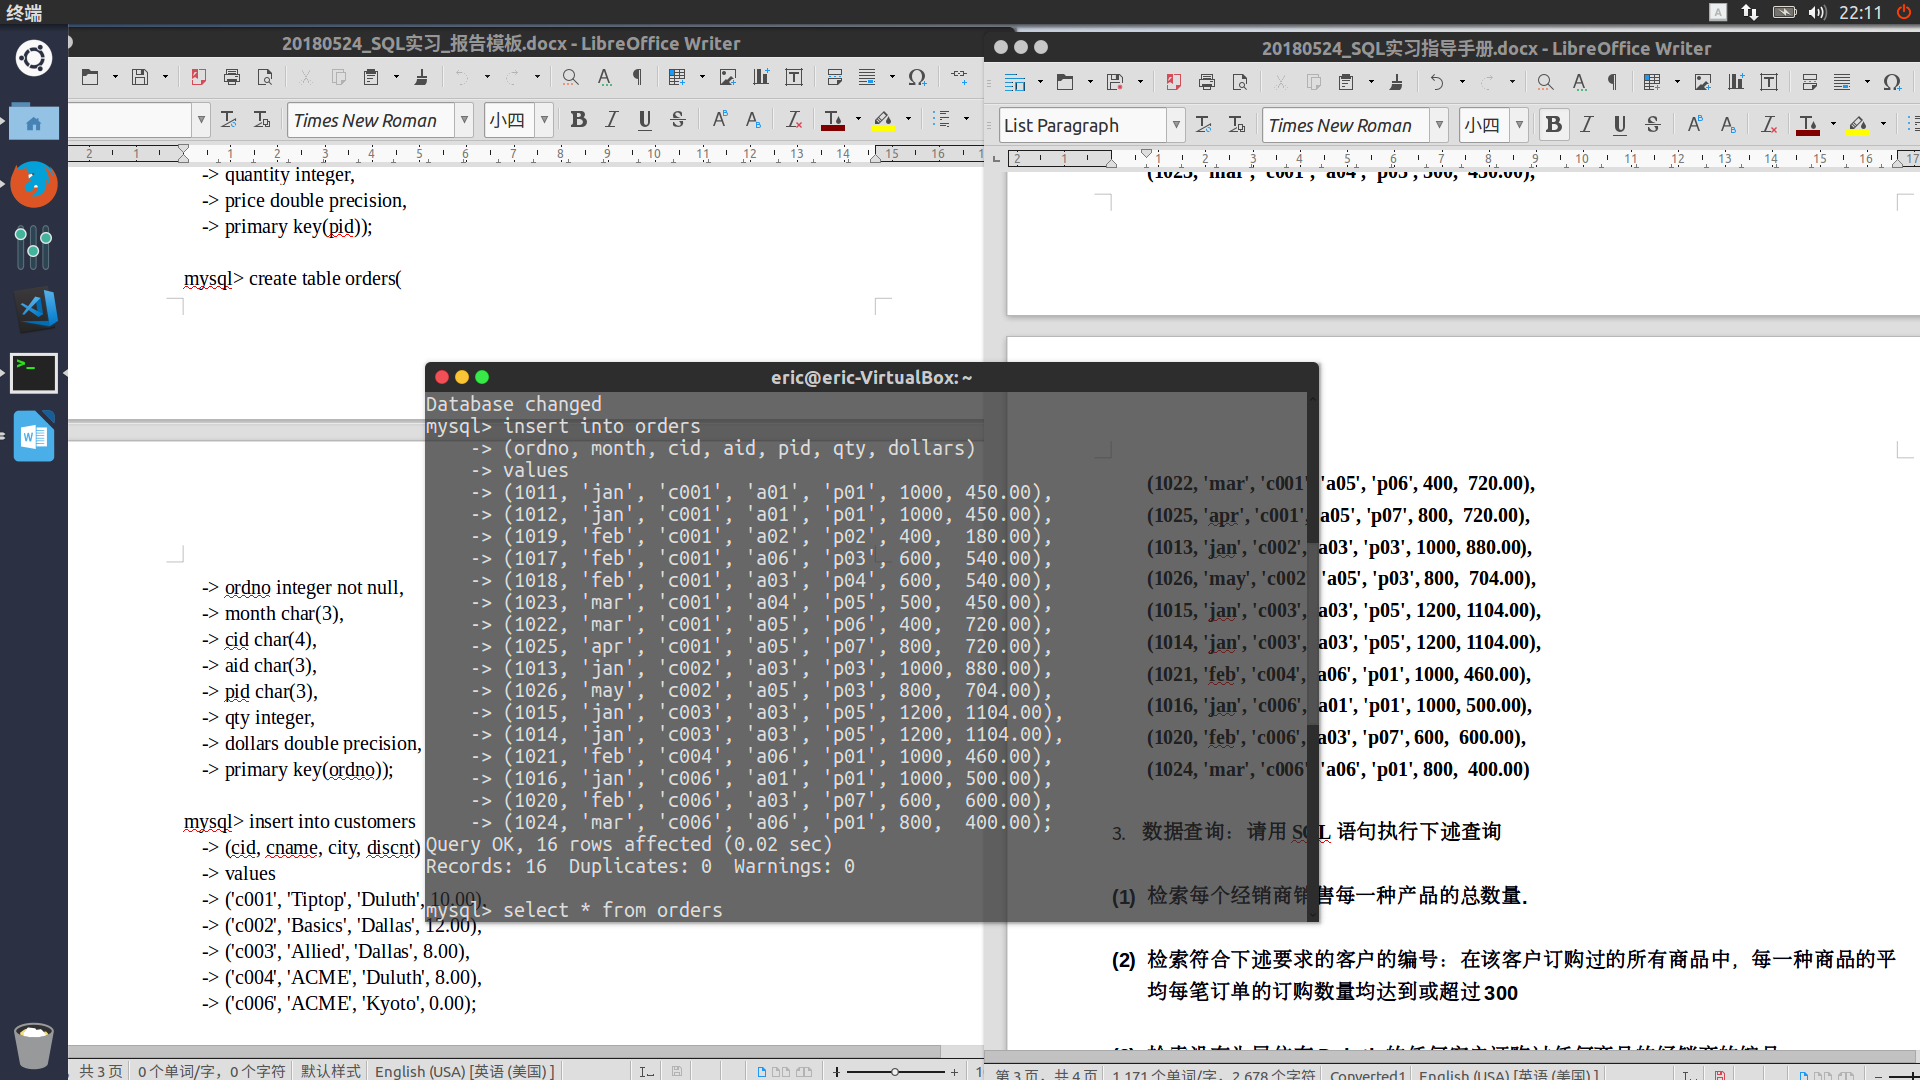 终端
A
22:11
20180524_SQL实习_报告模板.docx - LibreOffice Writer
Times New Roman
小四
-> quantity integer,
-> price double precision,
-> primary key(pid));
mysql> create table orders(
-> ordno integer not null,
-> month char(3),
-> cid char(4),
-> aid char(3),
-> pid char(3),
-> qty integer,
-> dollars double precision,
-> primary key(ordno));
mysql> insert into customers
-> (cid, cname, city, discnt)
-> values
-> ('c001', 'Tiptop', 'Duluth', 10.00),
-> ('c002', 'Basics', 'Dallas', 12.00),
-> ('c003', 'Allied', 'Dallas', 8.00),
-> ('c004', 'ACME', 'Duluth', 8.00),
-> ('c006', 'ACME', 'Kyoto', 0.00);
共 3 页
0 个单词/字，0 个字符
默认样式
English (USA) [英语 (美国)]
eric@eric-VirtualBox: ~
Database changed
mysql> insert into orders
-> (ordno, month, cid, aid, pid, qty, dollars)
-> values
-> (1011, 'jan', 'c001', 'a01', 'p01', 1000, 450.00),
-> (1012, 'jan', 'c001', 'a01', 'p01', 1000, 450.00),
-> (1019, 'feb', 'c001', 'a02', 'p02', 400,  180.00),
-> (1017, 'feb', 'c001', 'a06', 'p03', 600,  540.00),
-> (1018, 'feb', 'c001', 'a03', 'p04', 600,  540.00),
-> (1023, 'mar', 'c001', 'a04', 'p05', 500,  450.00),
-> (1022, 'mar', 'c001', 'a05', 'p06', 400,  720.00),
-> (1025, 'apr', 'c001', 'a05', 'p07', 800,  720.00),
-> (1013, 'jan', 'c002', 'a03', 'p03', 1000, 880.00),
-> (1026, 'may', 'c002', 'a05', 'p03', 800,  704.00),
-> (1015, 'jan', 'c003', 'a03', 'p05', 1200, 1104.00),
-> (1014, 'jan', 'c003', 'a03', 'p05', 1200, 1104.00),
-> (1021, 'feb', 'c004', 'a06', 'p01', 1000, 460.00),
-> (1016, 'jan', 'c006', 'a01', 'p01', 1000, 500.00),
-> (1020, 'feb', 'c006', 'a03', 'p07', 600,  600.00),
-> (1024, 'mar', 'c006', 'a06', 'p01', 800,  400.00);
Query OK, 16 rows affected (0.02 sec)
Records: 16  Duplicates: 0  Warnings: 0
mysql> select * from orders
20180524_SQL实习指导手册.docx - LibreOffice Writer
List Paragraph
Times New Roman
小四
(1023, 'mar', 'c001', 'a04', 'p05', 500, 450.00),
(1022, 'mar', 'c001' 'a05', 'p06', 400,  720.00),
(1025, 'apr', 'c001', a05', 'p07', 800,  720.00),
(1013, 'jan', 'c002', a03', 'p03', 1000, 880.00),
(1026, 'may', 'c002' 'a05', 'p03', 800,  704.00),
(1015, 'jan', 'c003', a03', 'p05', 1200, 1104.00),
(1014, 'jan', 'c003', a03', 'p05', 1200, 1104.00),
(1021, 'feb', 'c004', a06', 'p01', 1000, 460.00),
(1016, 'jan', 'c006', a01', 'p01', 1000, 500.00),
(1020, 'feb', 'c006', a03', 'p07', 600,  600.00),
(1024, 'mar', 'c006' 'a06', 'p01', 800,  400.00)
3. 数据查询：请用 SQL 语句执行下述查询
(1) 检索每个经销商销售每一种产品的总数量.
(2) 检索符合下述要求的客户的编号：在该客户订购过的所有商品中，每一种商品的平
均每笔订单的订购数量均达到或超过 300
第 3 页，共 4 页
1,171 个单词/字，2,678 个字符
Converted1
English (USA) [英语 (美国)]